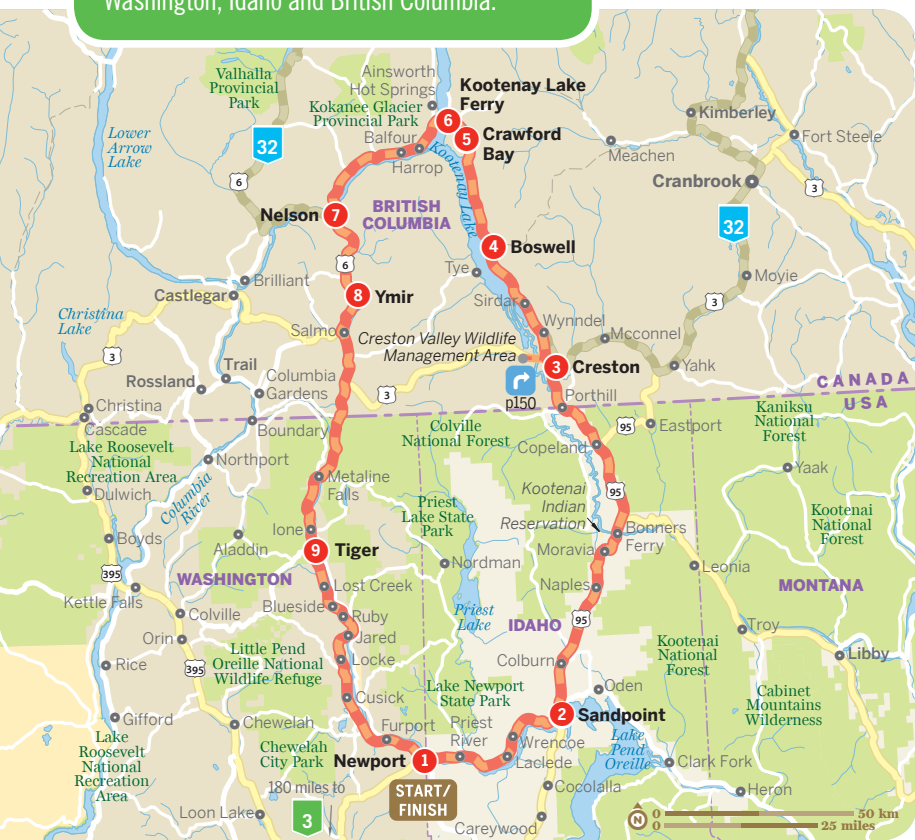 Washington, Idaho and British Columbia.
Valhalla
Provincial
Park
Ainsworth
Hot Springs
Kootenay Lake
Ferry
Kokanee Glacier
Provincial Park
6
5
Crawford
Bay
Balfour
Harrop
Kootenay Lake
Lower
Arrow
Lake
32
6
Kimberley
Fort Steele
Meachen
Cranbrook
3
32
Nelson
7
BRITISH
COLUMBIA
4
Boswell
6
Tye
Brilliant
Castlegar
8
Ymir
Sirdar
Moyie
3
Christina
Lake
Salmo
Wynndel
Mcconnel
Creston Valley Wildlife
Management Area
3
Trail
Rossland
Columbia
Gardens
3
3
Creston
Yahk
p150
Porthill
CANADA
USA
Christina
Cascade
Boundary
Colville
National Forest
95
Eastport
Kaniksu
National
Forest
Lake Roosevelt
National
Recreation Area
Northport
Copeland
Yaak
Dulwich
Columbia
River
Metaline
Falls
Kootenai
Indian
Reservation
95
Kootenai
National
Forest
Priest
Lake State
Park
Boyds
Aladdin
Ione
Bonners
Ferry
9
Tiger
Moravia
Nordman
Leonia
395
WASHINGTON
Lost Creek
Naples
MONTANA
Kettle Falls
Colville
Blueside
Ruby
Priest
Lake
IDAHO
95
Troy
Orin
Jared
Libby
Rice
395
Little Pend
Oreille National
Wildlife Refuge
Locke
Colburn
Kootenai
National
Forest
Cusick
Lake Newport
State Park
Oden
Cabinet
Mountains
Wilderness
Gifford
Chewelah
Furport
Priest
River
2
Sandpoint
Lake
Roosevelt
National
Recreation
Area
Chewelah
City Park
Newport
1
Wrencoe
Laclede
Lake
Pend
Oreille
Clark Fork
180 miles to
3
START/
FINISH
Cocolalla
Heron
Loon Lake
Careywood
N
0 50 km
0 25 miles